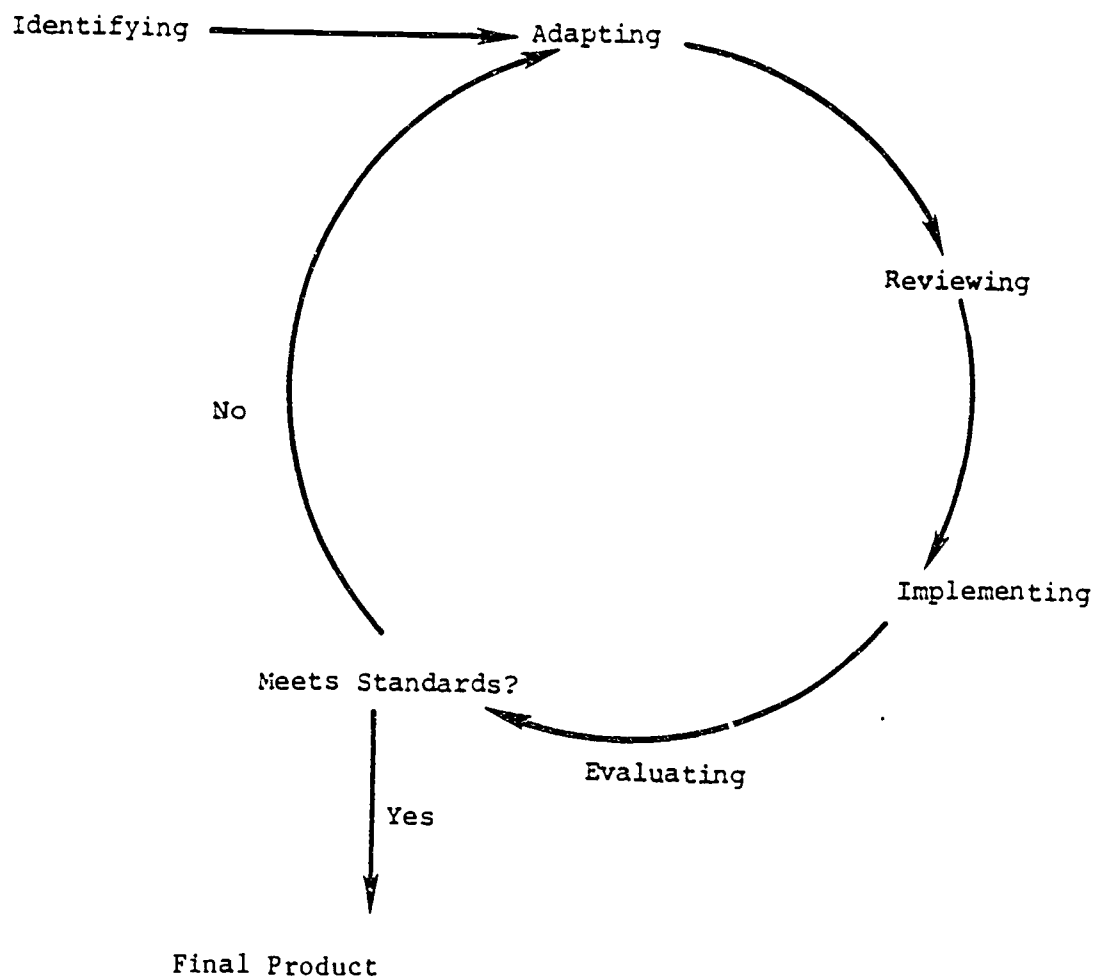 Identifying
Adapting
Reviewing
Implementing
Evaluating
Meets Standards?
No
Yes
Final Product